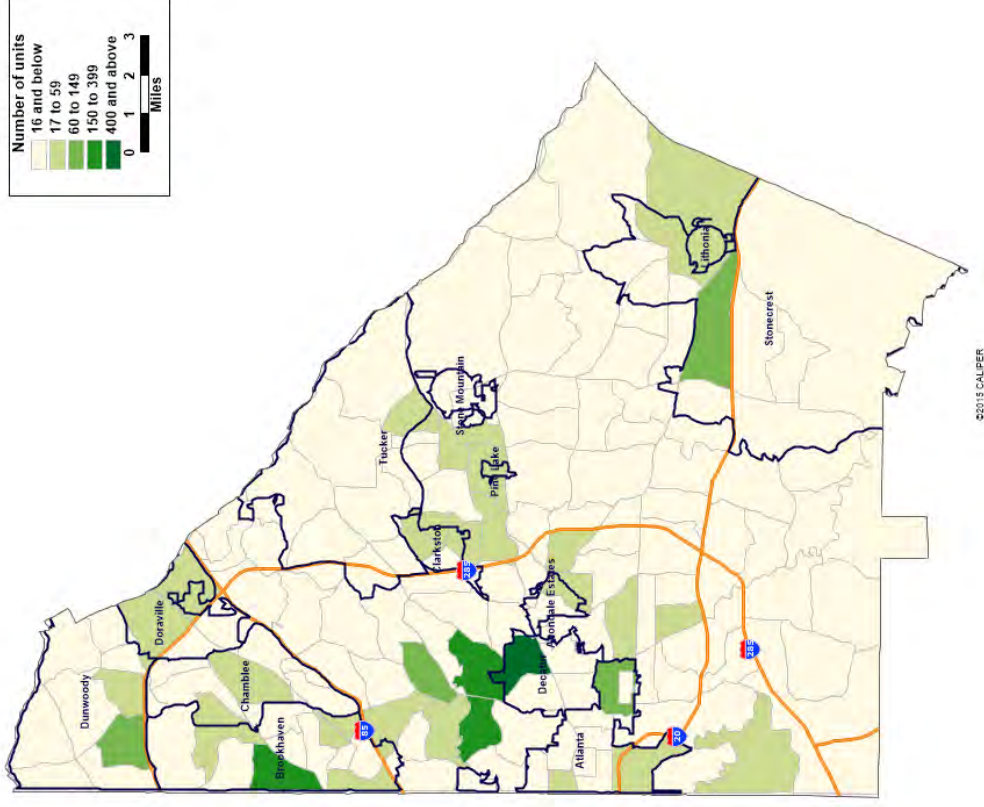 Number of units
16 and below
17 to 59
60 to 149
150 to 399
400 and above
0 1 2 3
Miles
Dunwoody
Doraville
Chamblee
Brookhaven
85
Tucker
Stone Mountain
Pine Lake
Clarkston
285
Avondale Estates
Decatur
Atlanta
20
285
Lithonia
Stonecrest
©2015 CALIPER